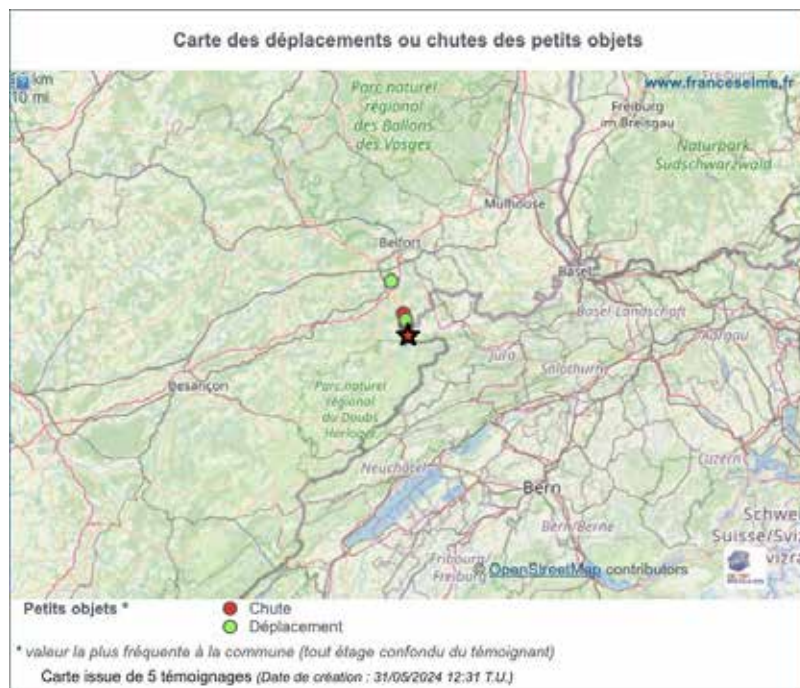 Carte des déplacements ou chutes des petits objets
km
10 mi
www.franceseisme.fr
Parc naturel
régional
des Ballons
des Vosges
Freiburg
im Breisgau
Naturpark
Südschwarzwald
Mulhouse
Belfort
Basel
Basel-Landschaft
Aargau
Jura
Solothurn
Besançon
Parc naturel
régional
du Doubs
Horloger
Neuchâtel
Luzern
Bern
Bern/Berne
Schwe
Suisse/Sviz
vizra
Fribourg/
Freiburg
© OpenStreetMap contributors
Petits objets *
Chute
Déplacement
* valeur la plus fréquente à la commune (tout étage confondu du témoignant)
Carte issue de 5 témoignages (Date de création : 31/05/2024 12:31 T.U.)